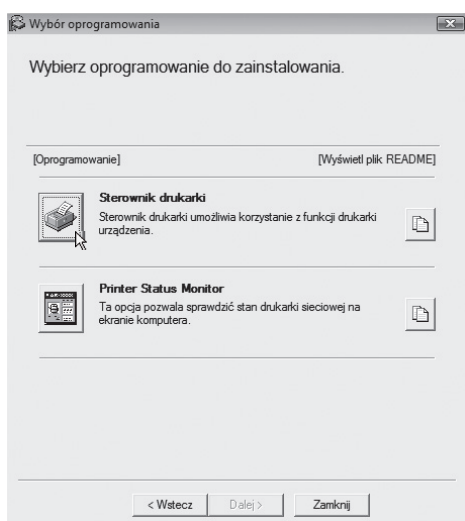 Wybór oprogramowania
Wybierz oprogramowanie do zainstalowania.
[Oprogramowanie] [Wyświetl plik README]
Sterownik drukarki
Sterownik drukarki umożliwia korzystanie z funkcji drukarki
urządzenia.
Printer Status Monitor
Ta opcja pozwala sprawdzić stan drukarki sieciowej na
ekranie komputera.
< Wstecz Dalej > Zamknij